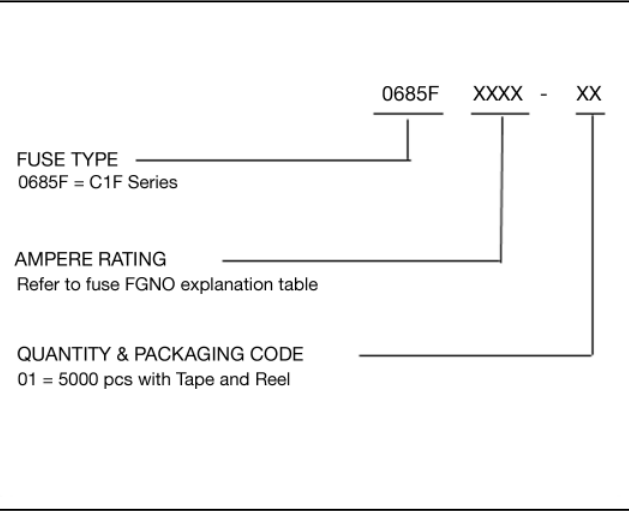 0685F XXXX - XX
FUSE TYPE
0685F = C1F Series
AMPERE RATING
Refer to fuse FGNO explanation table
QUANTITY & PACKAGING CODE
01 = 5000 pcs with Tape and Reel